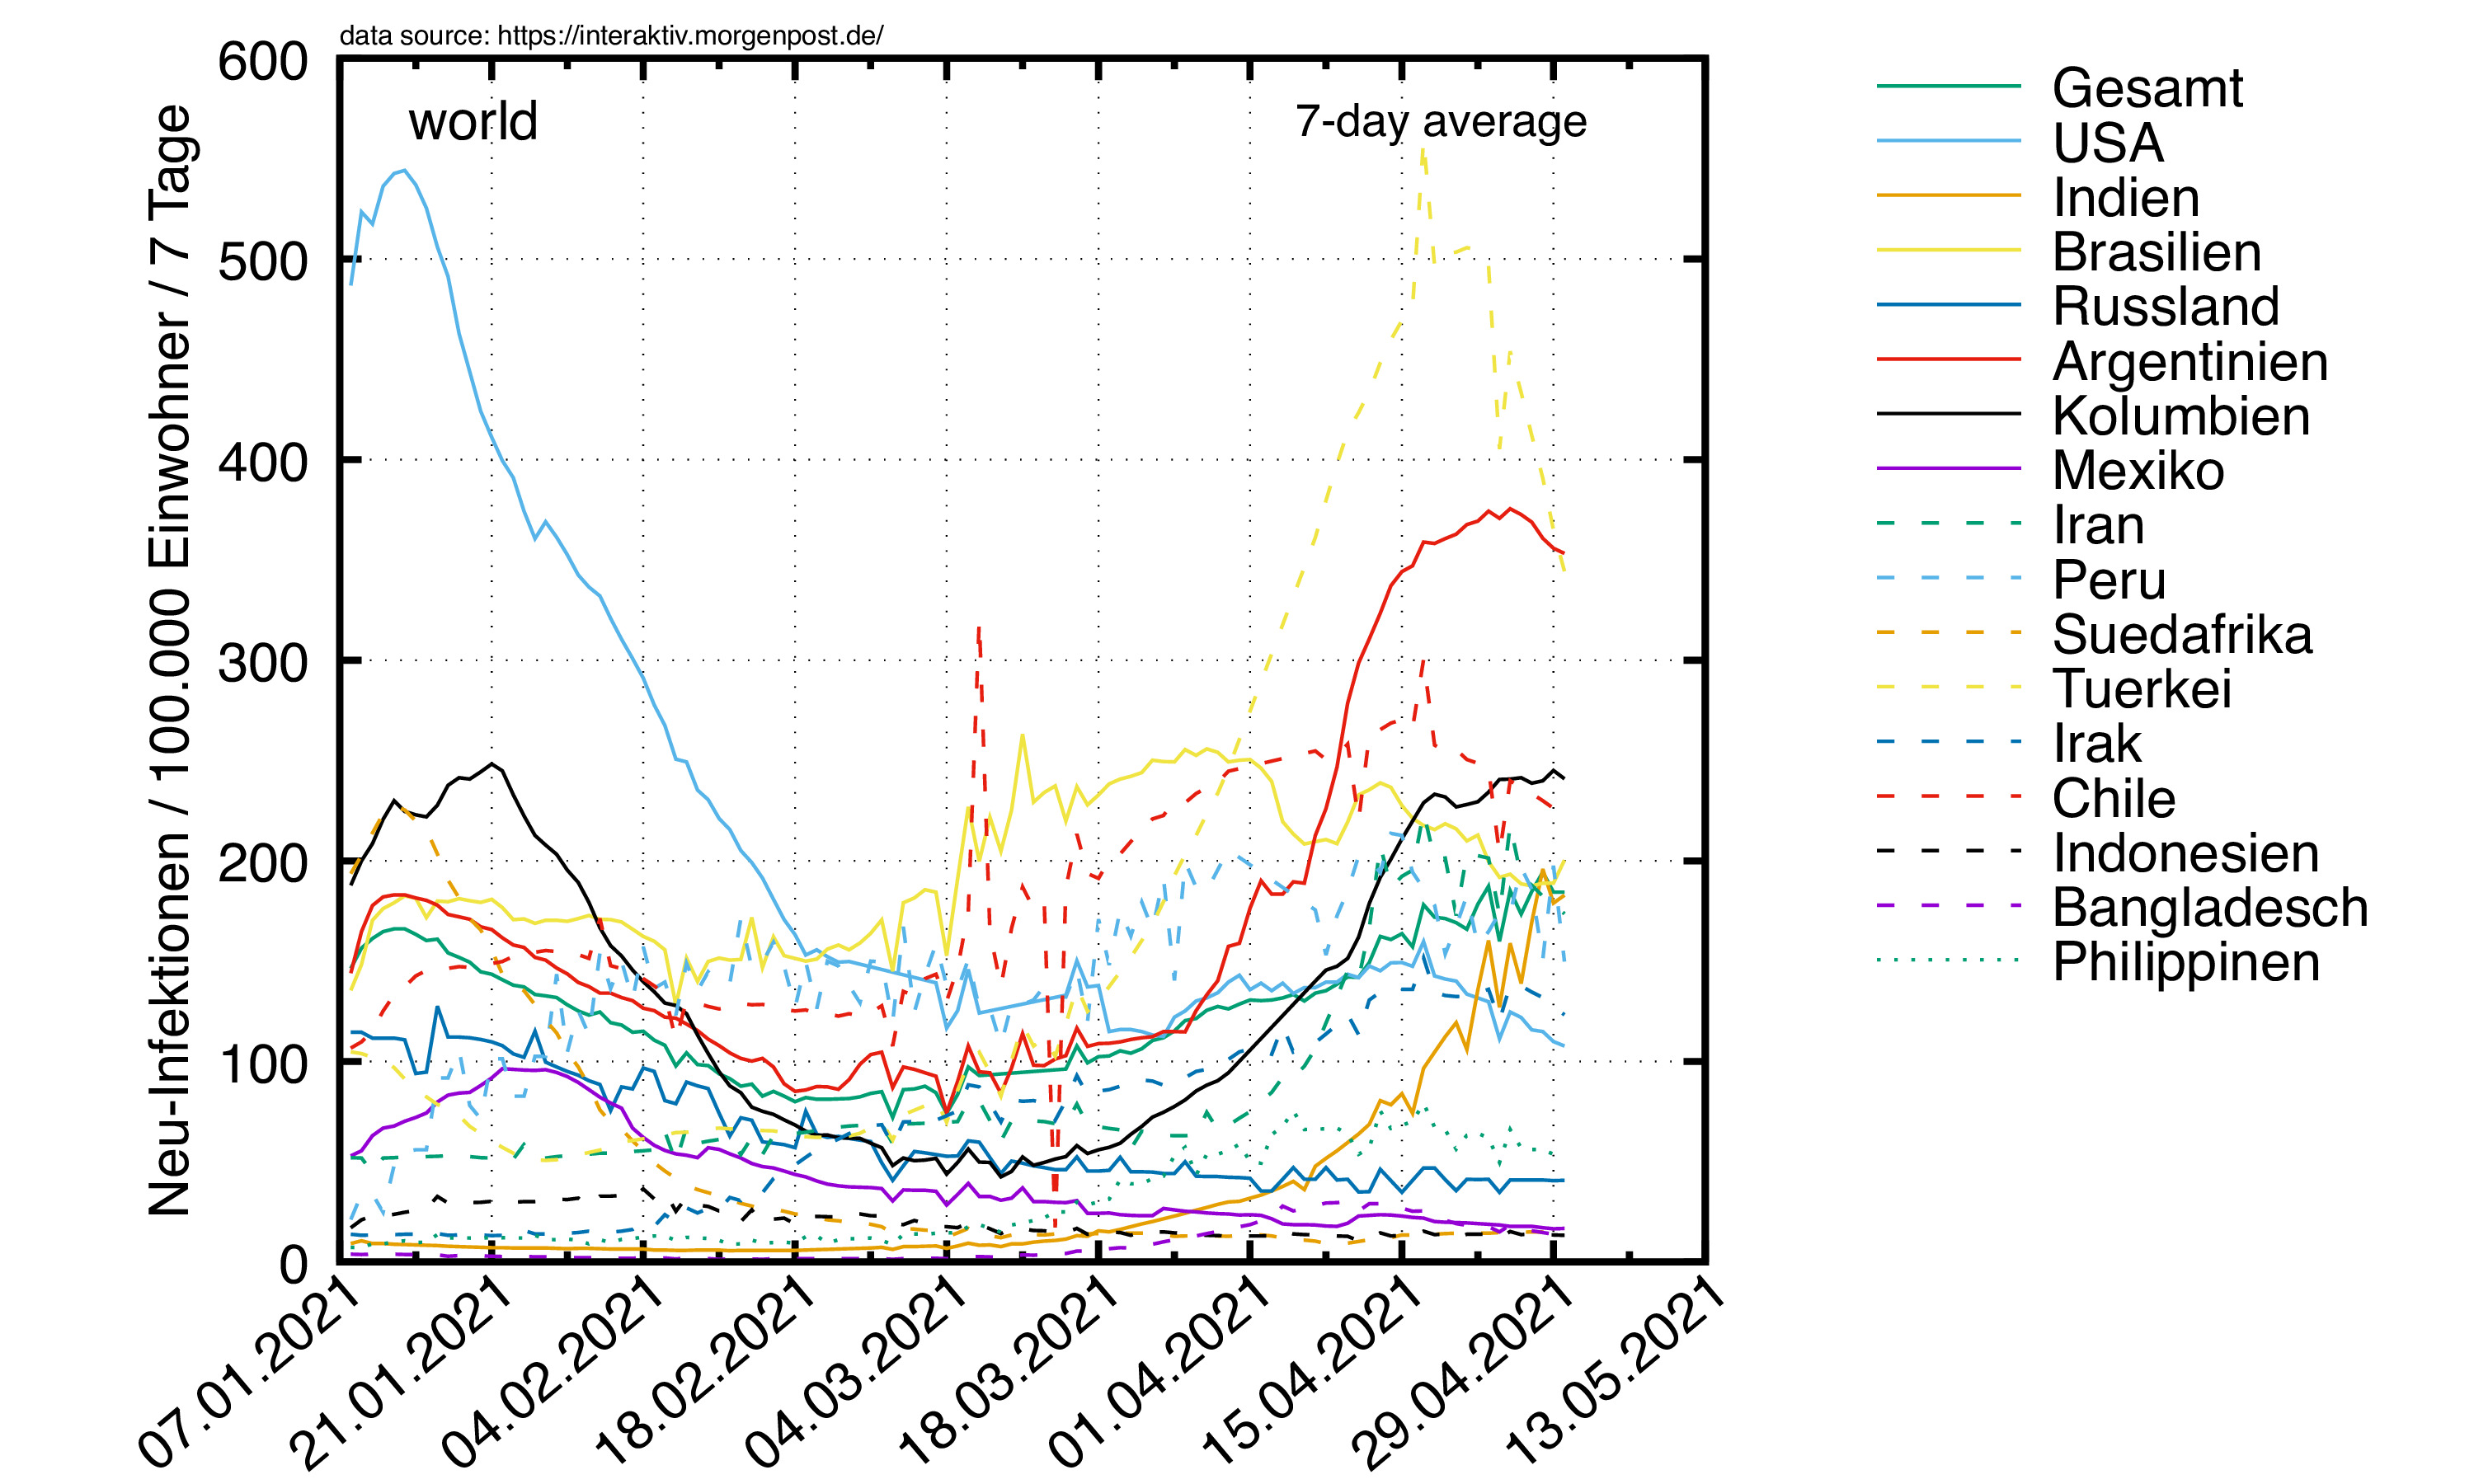 data source: https://interaktiv.morgenpost.de/
world
7-day average
Neu-Infektionen / 100.000 Einwohner / 7 Tage
600
500
400
300
200
100
0
07.01.2021
21.01.2021
04.02.2021
18.02.2021
04.03.2021
18.03.2021
01.04.2021
15.04.2021
29.04.2021
13.05.2021
Gesamt
USA
Indien
Brasilien
Russland
Argentinien
Kolumbien
Mexiko
Iran
Peru
Suedafrika
Tuerkei
Irak
Chile
Indonesien
Bangladesch
Philippinen